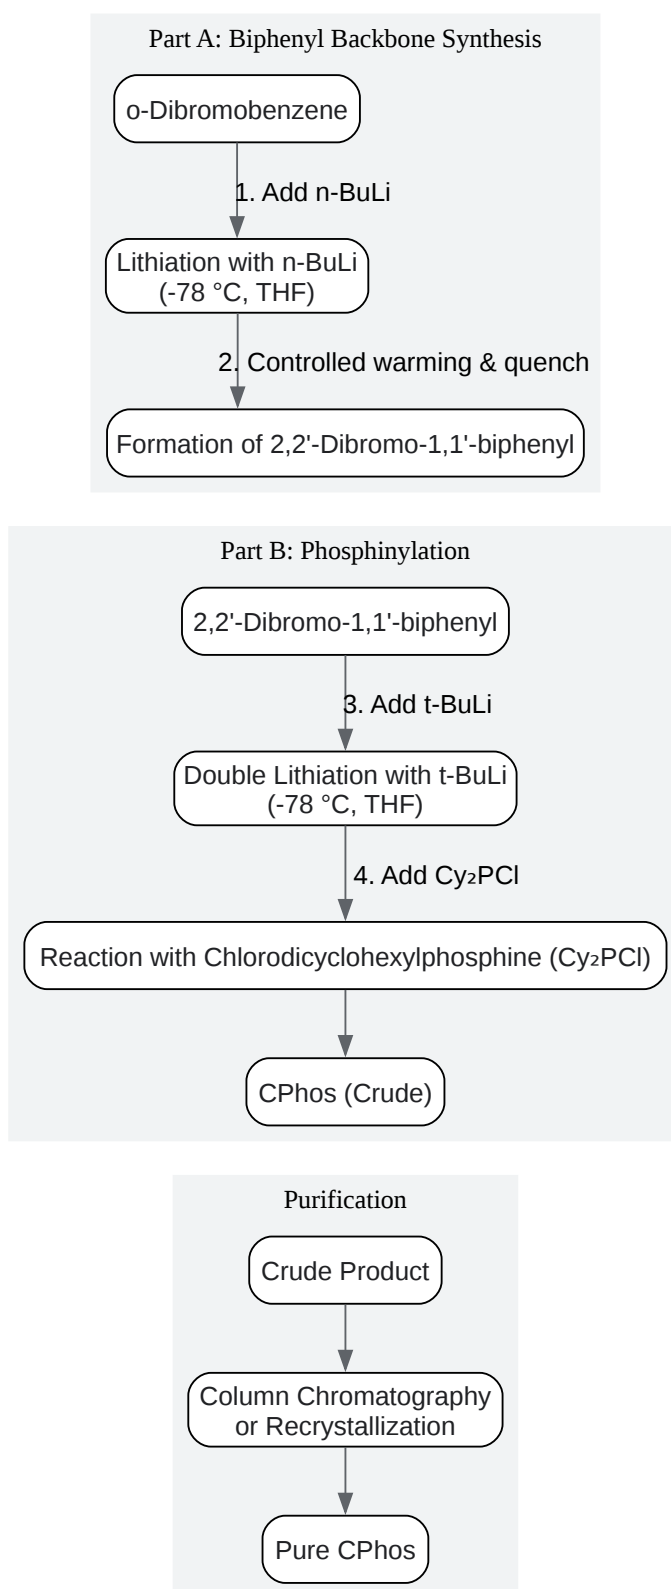 Part A: Biphenyl Backbone Synthesis
o-Dibromobenzene
1. Add n-BuLi
Lithiation with n-BuLi
(-78 °C, THF)
2. Controlled warming & quench
Formation of 2,2'-Dibromo-1,1'-biphenyl
Part B: Phosphinylation
2,2'-Dibromo-1,1'-biphenyl
3. Add t-BuLi
Double Lithiation with t-BuLi
(-78 °C, THF)
4. Add Cy₂PCl
Reaction with Chlorodicyclohexylphosphine (Cy₂PCl)
CPhos (Crude)
Purification
Crude Product
Column Chromatography
or Recrystallization
Pure CPhos